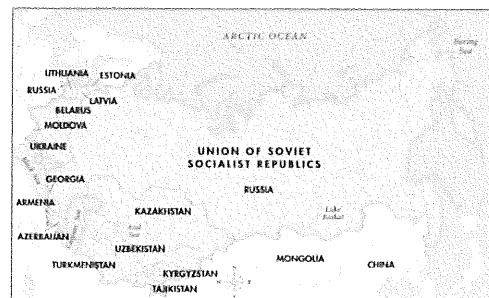 ARCTIC OCEAN
Bering
Sea
LITHUANIA
ESTONIA
RUSSIA
LATVIA
BELARUS
MOLDOVA
UKRAINE
UNION OF SOVIET
SOCIALIST REPUBLICS
GEORGIA
RUSSIA
ARMENIA
KAZAKHSTAN
Lake
Baikal
AZERBAIJAN
Aral
Sea
UZBEKISTAN
TURKMENISTAN
MONGOLIA
CHINA
KYRGYZSTAN
TAJIKISTAN
N
S